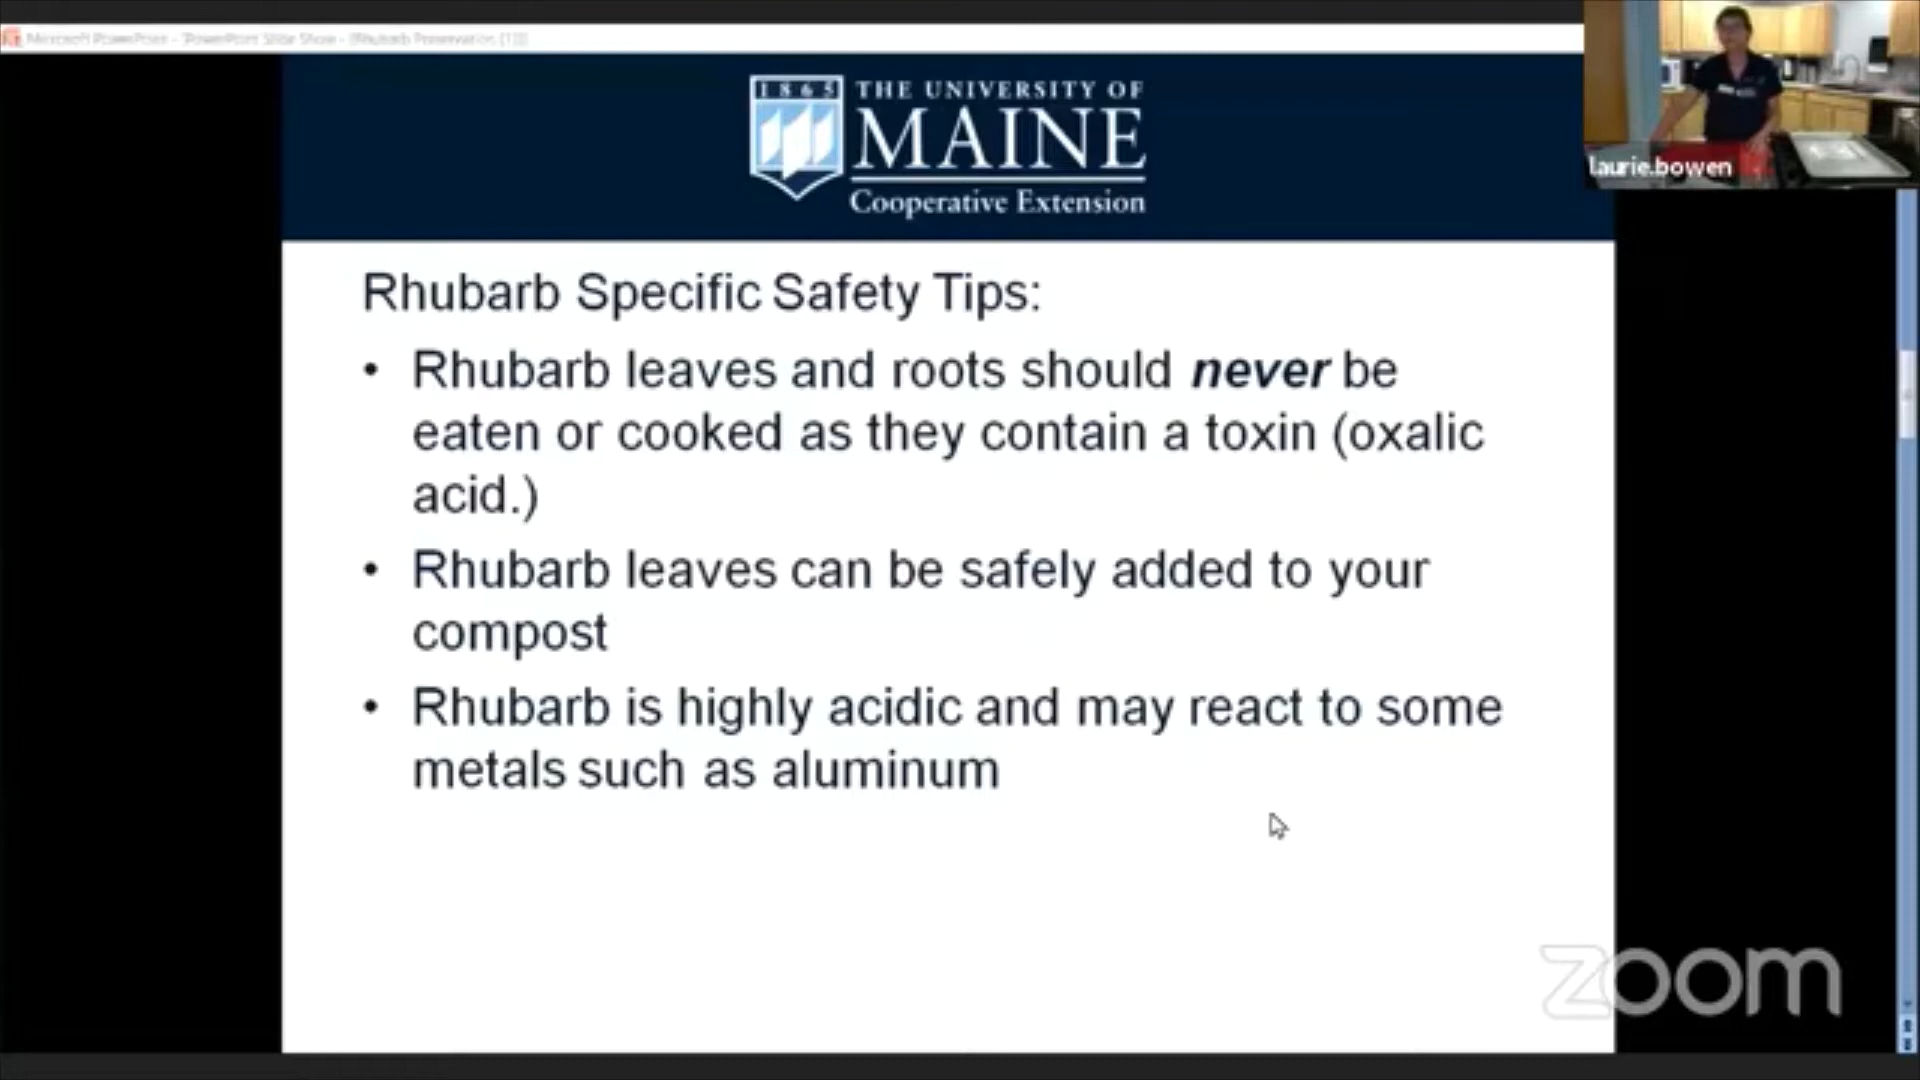 Microsoft PowerPoint - [PowerPoint Slide Show - [Rhubarb Preservation (1)]]
1865
THE UNIVERSITY OF
MAINE
Cooperative Extension
laurie.bowen
Rhubarb Specific Safety Tips:
• Rhubarb leaves and roots should never be
eaten or cooked as they contain a toxin (oxalic
acid.)
• Rhubarb leaves can be safely added to your
compost
• Rhubarb is highly acidic and may react to some
metals such as aluminum
zoom